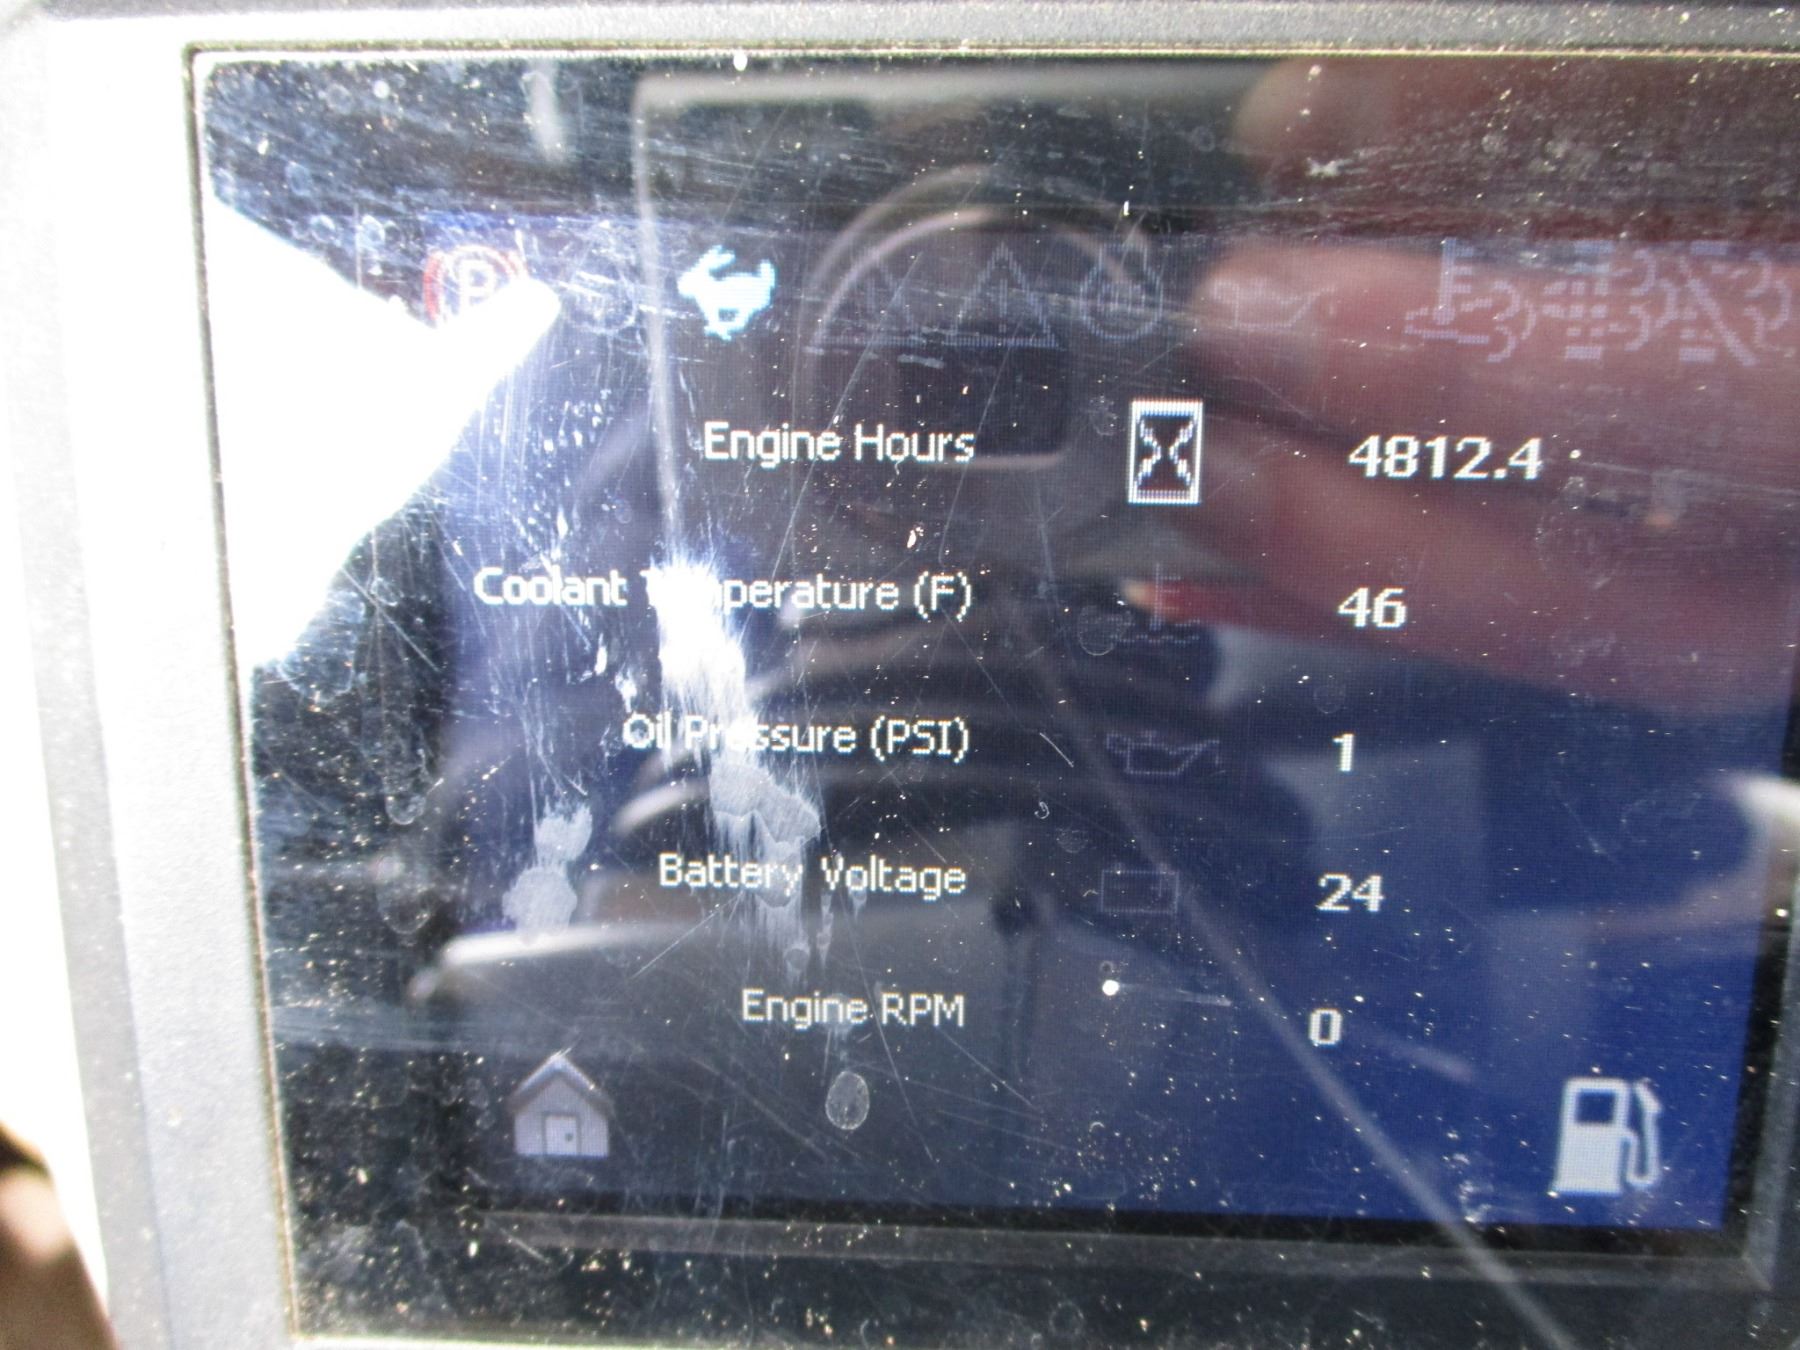 P
Engine Hours 4812.4
Coolant Temperature (F) 46
Oil Pressure (PSI) 1
Battery Voltage 24
Engine RPM 0